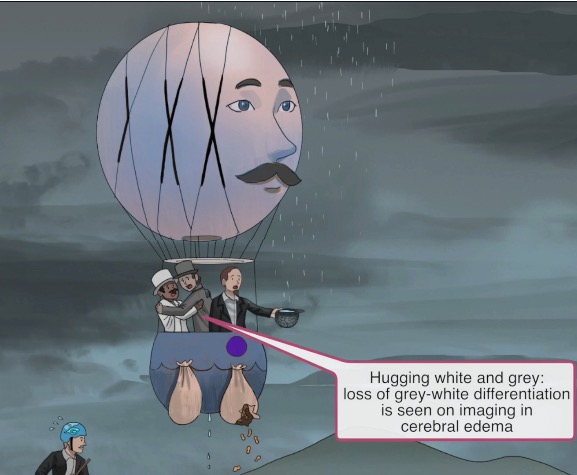 Hugging white and grey:
loss of grey-white differentiation
is seen on imaging in
cerebral edema